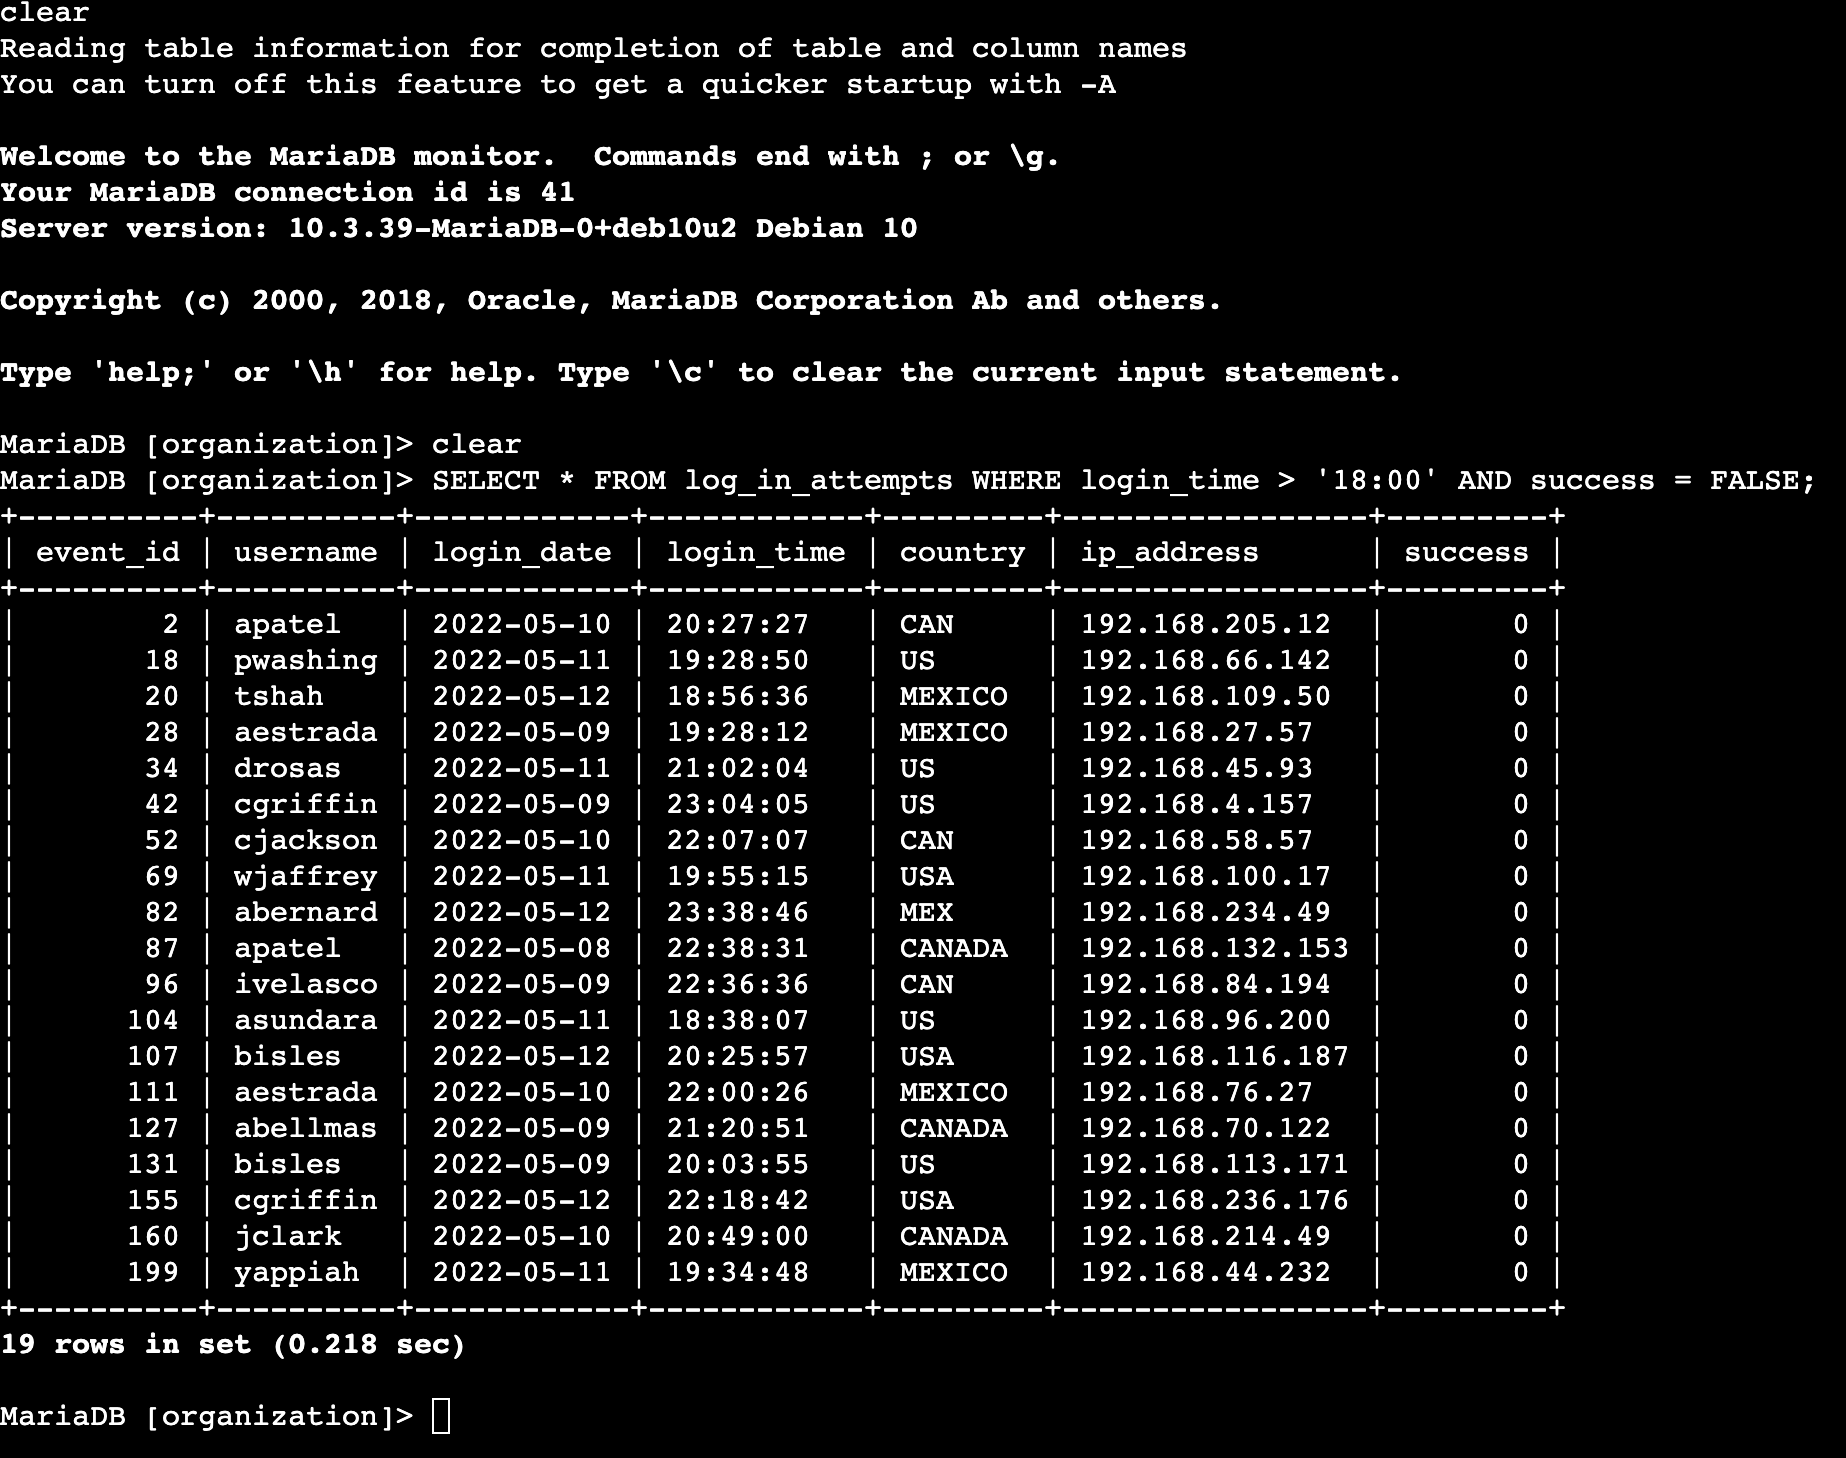 clear
Reading table information for completion of table and column names
You can turn off this feature to get a quicker startup with -A
Welcome to the MariaDB monitor.  Commands end with ; or \g.
Your MariaDB connection id is 41
Server version: 10.3.39-MariaDB-0+deb10u2 Debian 10
Copyright (c) 2000, 2018, Oracle, MariaDB Corporation Ab and others.
Type 'help;' or '\h' for help. Type '\c' to clear the current input statement.
MariaDB [organization]> clear
MariaDB [organization]> SELECT * FROM log_in_attempts WHERE login_time > '18:00' AND success = FALSE;
+----------+----------+------------+------------+---------+-----------------+---------+
| event_id | username | login_date | login_time | country | ip_address      | success |
+----------+----------+------------+------------+---------+-----------------+---------+
|        2 | apatel   | 2022-05-10 | 20:27:27   | CAN     | 192.168.205.12  |       0 |
|       18 | pwashing | 2022-05-11 | 19:28:50   | US      | 192.168.66.142  |       0 |
|       20 | tshah    | 2022-05-12 | 18:56:36   | MEXICO  | 192.168.109.50  |       0 |
|       28 | aestrada | 2022-05-09 | 19:28:12   | MEXICO  | 192.168.27.57   |       0 |
|       34 | drosas   | 2022-05-11 | 21:02:04   | US      | 192.168.45.93   |       0 |
|       42 | cgriffin | 2022-05-09 | 23:04:05   | US      | 192.168.4.157   |       0 |
|       52 | cjackson | 2022-05-10 | 22:07:07   | CAN     | 192.168.58.57   |       0 |
|       69 | wjaffrey | 2022-05-11 | 19:55:15   | USA     | 192.168.100.17  |       0 |
|       82 | abernard | 2022-05-12 | 23:38:46   | MEX     | 192.168.234.49  |       0 |
|       87 | apatel   | 2022-05-08 | 22:38:31   | CANADA  | 192.168.132.153 |       0 |
|       96 | ivelasco | 2022-05-09 | 22:36:36   | CAN     | 192.168.84.194  |       0 |
|      104 | asundara | 2022-05-11 | 18:38:07   | US      | 192.168.96.200  |       0 |
|      107 | bisles   | 2022-05-12 | 20:25:57   | USA     | 192.168.116.187 |       0 |
|      111 | aestrada | 2022-05-10 | 22:00:26   | MEXICO  | 192.168.76.27   |       0 |
|      127 | abellmas | 2022-05-09 | 21:20:51   | CANADA  | 192.168.70.122  |       0 |
|      131 | bisles   | 2022-05-09 | 20:03:55   | US      | 192.168.113.171 |       0 |
|      155 | cgriffin | 2022-05-12 | 22:18:42   | USA     | 192.168.236.176 |       0 |
|      160 | jclark   | 2022-05-10 | 20:49:00   | CANADA  | 192.168.214.49  |       0 |
|      199 | yappiah  | 2022-05-11 | 19:34:48   | MEXICO  | 192.168.44.232  |       0 |
+----------+----------+------------+------------+---------+-----------------+---------+
19 rows in set (0.218 sec)
MariaDB [organization]>